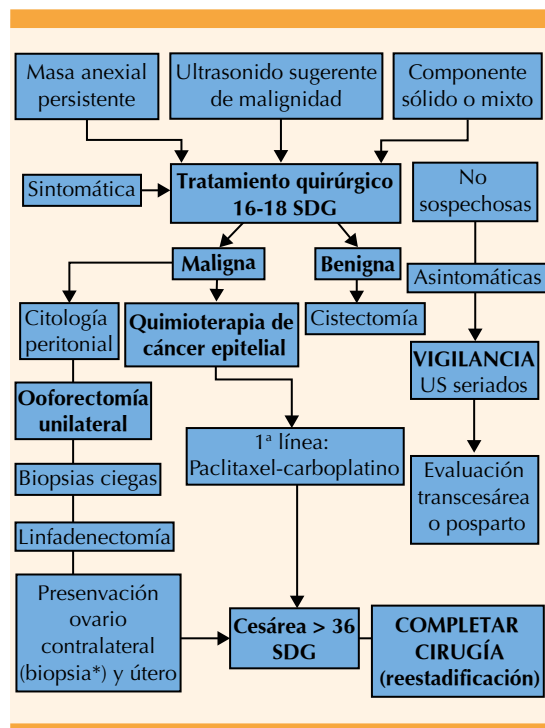 Masa anexial
persistente
Ultrasonido sugerente
de malignidad
Componente
sólido o mixto
Sintomática
Tratamiento quirúrgico
16-18 SDG
No
sospechosas
Maligna
Benigna
Asintomáticas
Citología
peritonial
Quimioterapia de
cáncer epitelial
Cistectomía
VIGILANCIA
US seriados
Ooforectomía
unilateral
1ª línea:
Paclitaxel-carboplatino
Evaluación
transcesárea
o posparto
Biopsias ciegas
Linfadenectomía
Presenvación
ovario
contralateral
(biopsia*) y útero
Cesárea > 36
SDG
COMPLETAR
CIRUGÍA
(reestadificación)